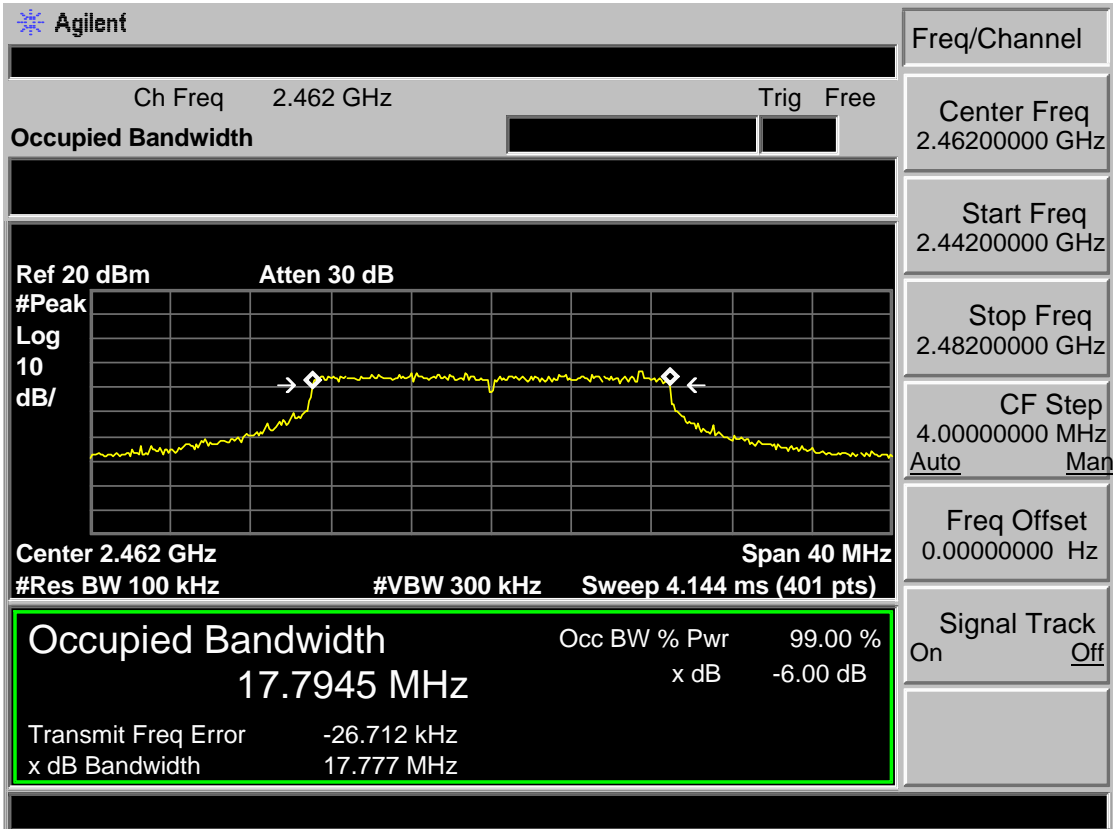 Agilent
Freq/Channel
Ch Freq 2.462 GHz Trig Free
Occupied Bandwidth
Center Freq
2.46200000 GHz
Start Freq
2.44200000 GHz
Stop Freq
2.48200000 GHz
CF Step
4.00000000 MHz
Auto Man
Freq Offset
0.00000000 Hz
Signal Track
On Off
Ref 20 dBm Atten 30 dB
#Peak
Log
10
dB/
Center 2.462 GHz Span 40 MHz
#Res BW 100 kHz #VBW 300 kHz Sweep 4.144 ms (401 pts)
Occupied Bandwidth Occ BW % Pwr 99.00 %
17.7945 MHz x dB -6.00 dB
Transmit Freq Error -26.712 kHz
x dB Bandwidth 17.777 MHz